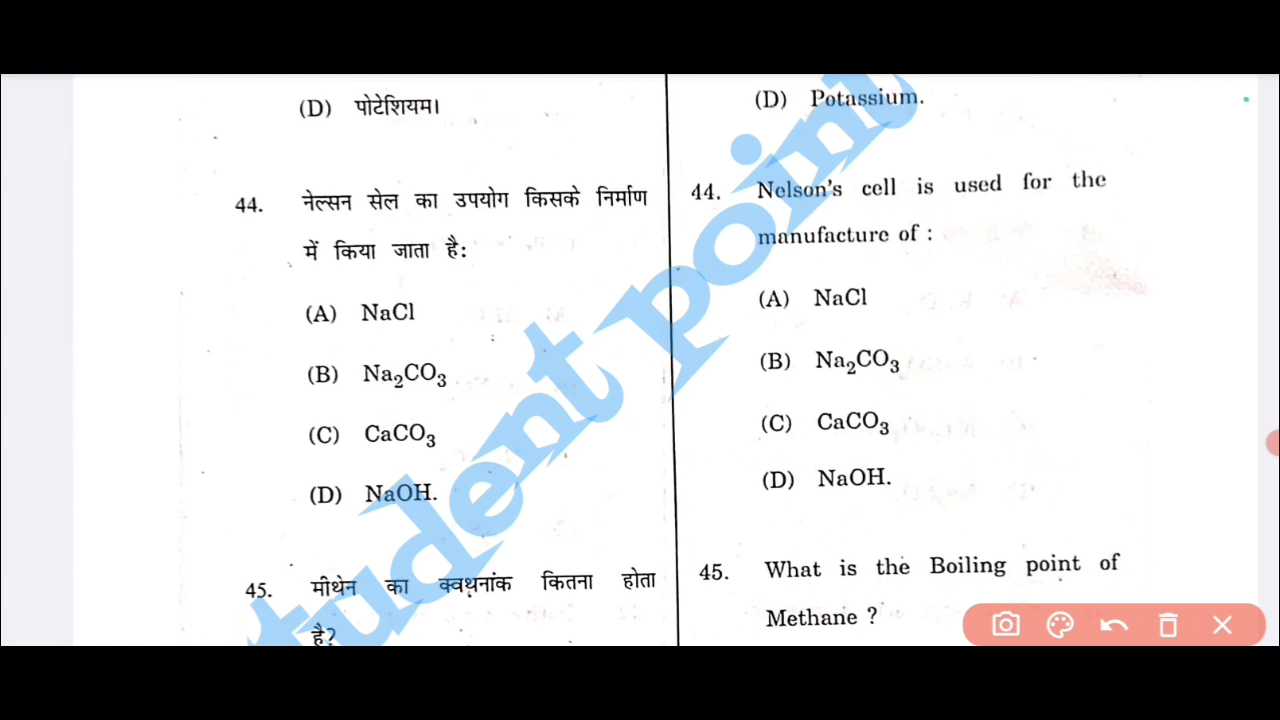 (D) पोटेशियम।
44. नेल्सन सेल का उपयोग किसके निर्माण
में किया जाता है:
(A) NaCl
(B) Na₂CO₃
(C) CaCO₃
(D) NaOH.
45. मीथेन का क्वथनांक कितना होता
है?
(D) Potassium.
44. Nelson's cell is used for the
manufacture of :
(A) NaCl
(B) Na₂CO₃
(C) CaCO₃
(D) NaOH.
45. What is the Boiling point of
Methane ?
tudent point